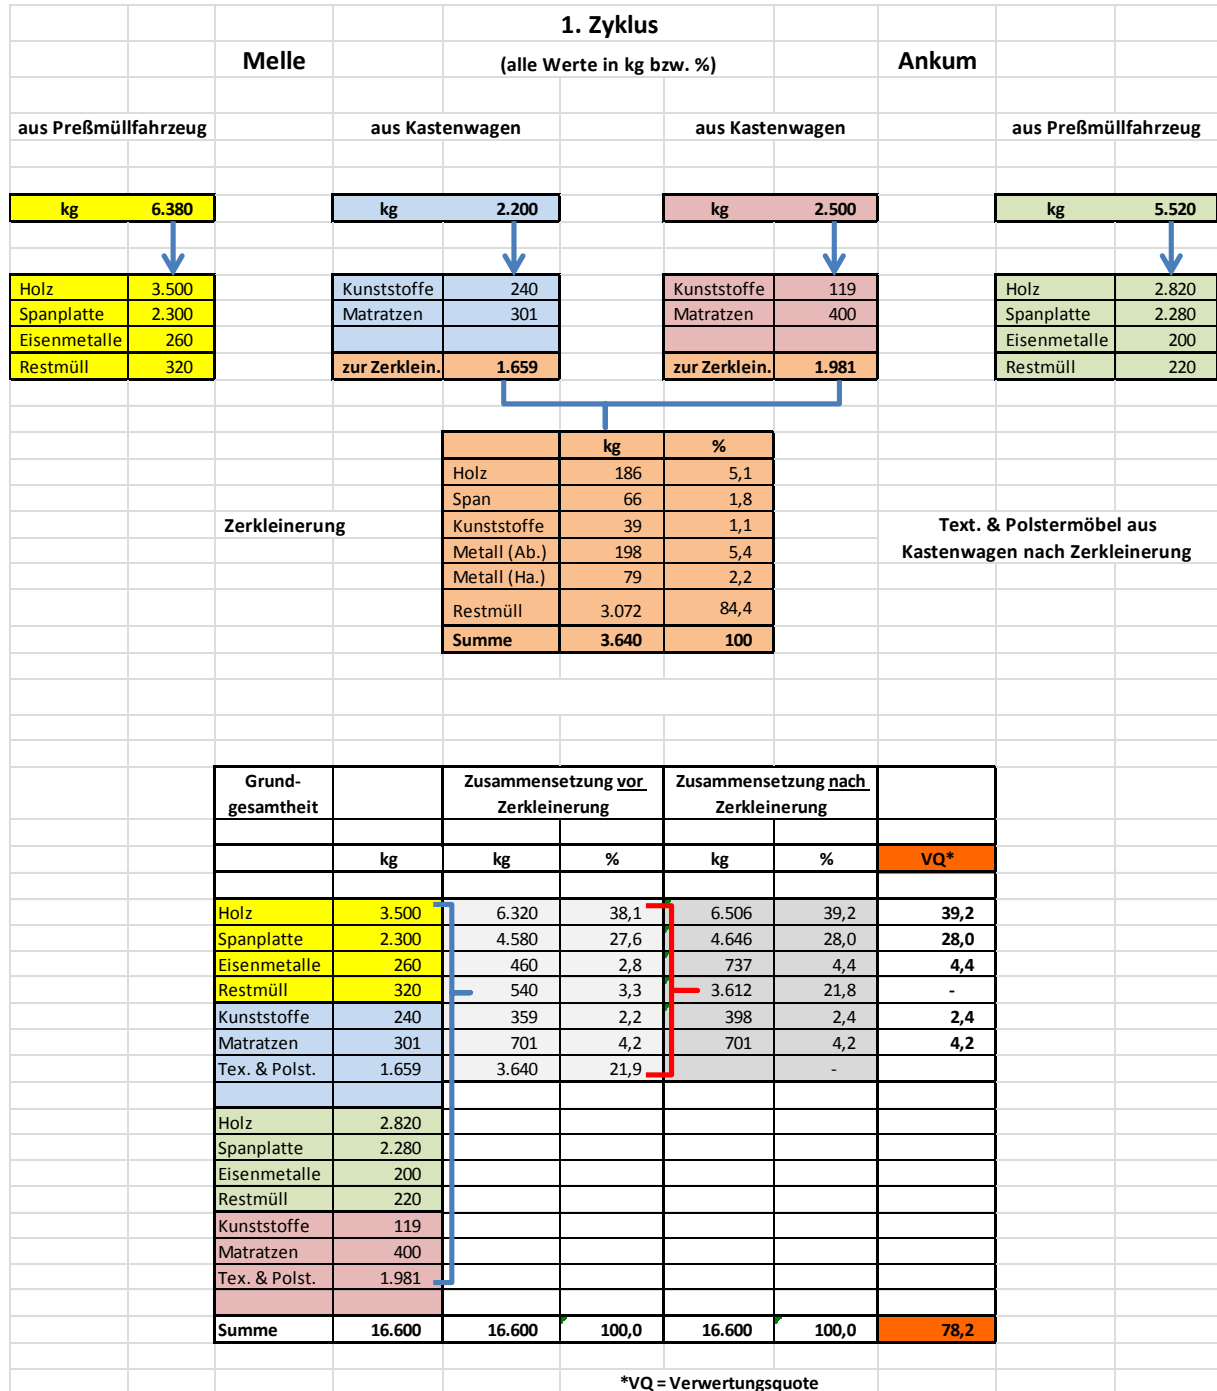 1. Zyklus
Melle (alle Werte in kg bzw. %) Ankum
aus Preßmüllfahrzeug aus Kastenwagen aus Kastenwagen aus Preßmüllfahrzeug
kg 6.380 kg 2.200 kg 2.500 kg 5.520
Holz 3.500 Kunststoffe 240 Kunststoffe 119 Holz 2.820
Spanplatte 2.300 Matratzen 301 Matratzen 400 Spanplatte 2.280
Eisenmetalle 260 Eisenmetalle 200
Restmüll 320 zur Zerklein. 1.659 zur Zerklein. 1.981 Restmüll 220
kg %
Holz 186 5,1
Span 66 1,8
Zerkleinerung Kunststoffe 39 1,1 Text. & Polstermöbel aus
Metall (Ab.) 198 5,4 Kastenwagen nach Zerkleinerung
Metall (Ha.) 79 2,2
Restmüll 3.072 84,4
Summe 3.640 100
Grund- Zusammensetzung vor Zusammensetzung nach
gesamtheit Zerkleinerung Zerkleinerung
kg kg % kg % VQ*
Holz 3.500 6.320 38,1 6.506 39,2 39,2
Spanplatte 2.300 4.580 27,6 4.646 28,0 28,0
Eisenmetalle 260 460 2,8 737 4,4 4,4
Restmüll 320 540 3,3 3.612 21,8 -
Kunststoffe 240 359 2,2 398 2,4 2,4
Matratzen 301 701 4,2 701 4,2 4,2
Tex. & Polst. 1.659 3.640 21,9 -
Holz 2.820
Spanplatte 2.280
Eisenmetalle 200
Restmüll 220
Kunststoffe 119
Matratzen 400
Tex. & Polst. 1.981
Summe 16.600 16.600 100,0 16.600 100,0 78,2
*VQ = Verwertungsquote